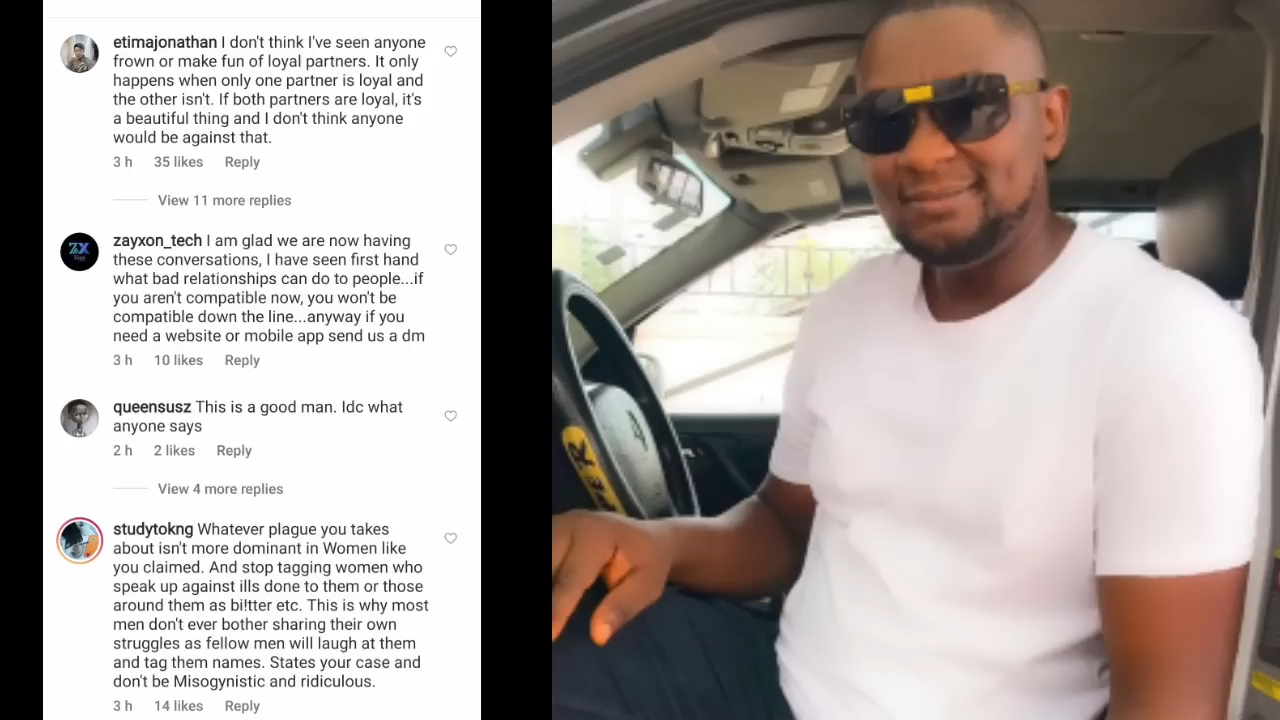 etimajonathan I don't think I've seen anyone
frown or make fun of loyal partners. It only
happens when only one partner is loyal and
the other isn't. If both partners are loyal, it's
a beautiful thing and I don't think anyone
would be against that.
3 h 35 likes Reply
View 11 more replies
zayxon_tech I am glad we are now having
these conversations, I have seen first hand
what bad relationships can do to people...if
you aren't compatible now, you won't be
compatible down the line...anyway if you
need a website or mobile app send us a dm
3 h 10 likes Reply
queensusz This is a good man. Idc what
anyone says
2 h 2 likes Reply
View 4 more replies
studytokng Whatever plague you takes
about isn't more dominant in Women like
you claimed. And stop tagging women who
speak up against ills done to them or those
around them as bi!tter etc. This is why most
men don't ever bother sharing their own
struggles as fellow men will laugh at them
and tag them names. States your case and
don't be Misogynistic and ridiculous.
3 h 14 likes Reply